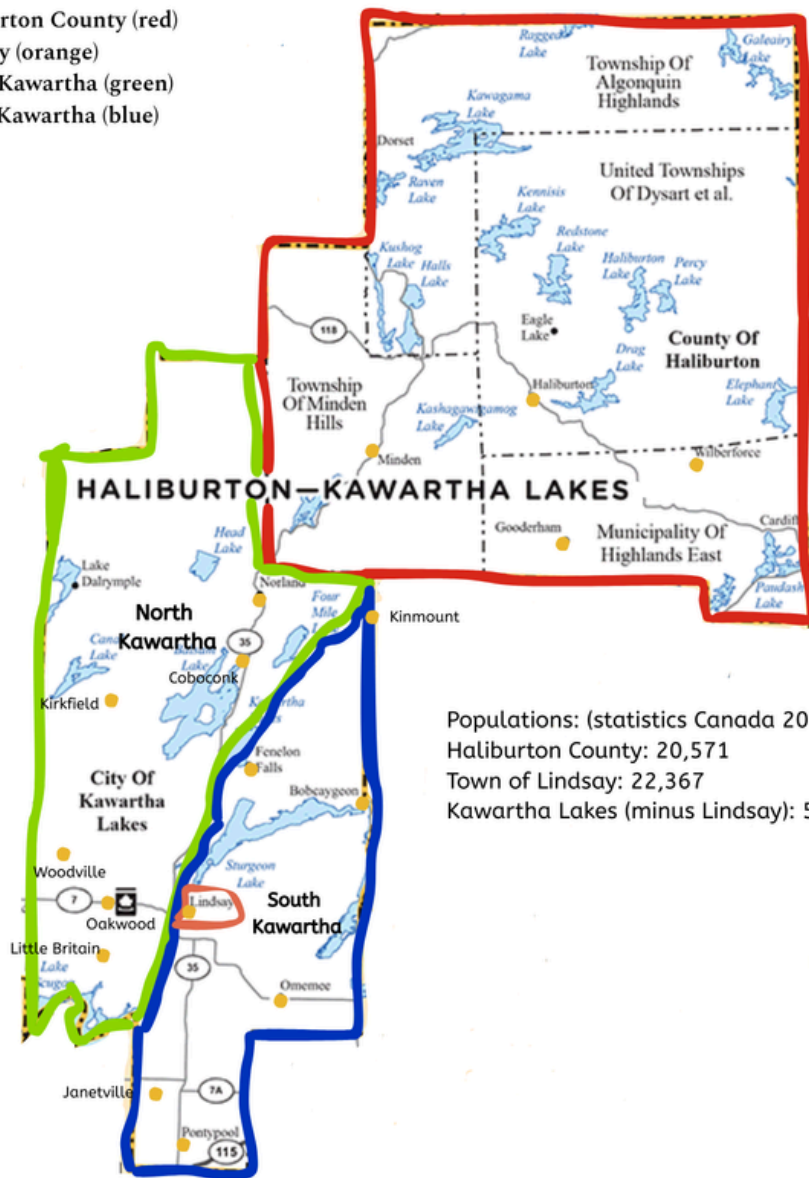 rton County (red)
y (orange)
Kawartha (green)
Kawartha (blue)
Ragged
Lake
Galeairy
Lake
Township Of
Algonquin
Highlands
Kawagama
Lake
Dorset
United Townships
Of Dysart et al.
Raven
Lake
Kennisis
Lake
Redstone
Lake
Kushog
Lake
Halls
Lake
Haliburton
Lake
Percy
Lake
118
Eagle
Lake
County Of
Haliburton
Drag
Lake
Township
Of Minden
Hills
Haliburton
Elephant
Lake
Kashagawigamog
Lake
Minden
Wilberforce
HALIBURTON—KAWARTHA LAKES
Gooderham
Municipality Of
Highlands East
Cardiff
Head
Lake
Lake
Dalrymple
Norland
Paudash
Lake
Four
Mile
Kinmount
North
Kawartha
35
Lake
Coboconk
Kirkfield
Populations: (statistics Canada 20
Haliburton County: 20,571
Town of Lindsay: 22,367
Kawartha Lakes (minus Lindsay): 5
Fenelon
Falls
City Of
Kawartha
Lakes
Bobcaygeon
Woodville
Sturgeon
Lake
7
Oakwood
Lindsay
South
Kawartha
Little Britain
Lake
35
Omemee
Janetville
7A
Pontypool
115